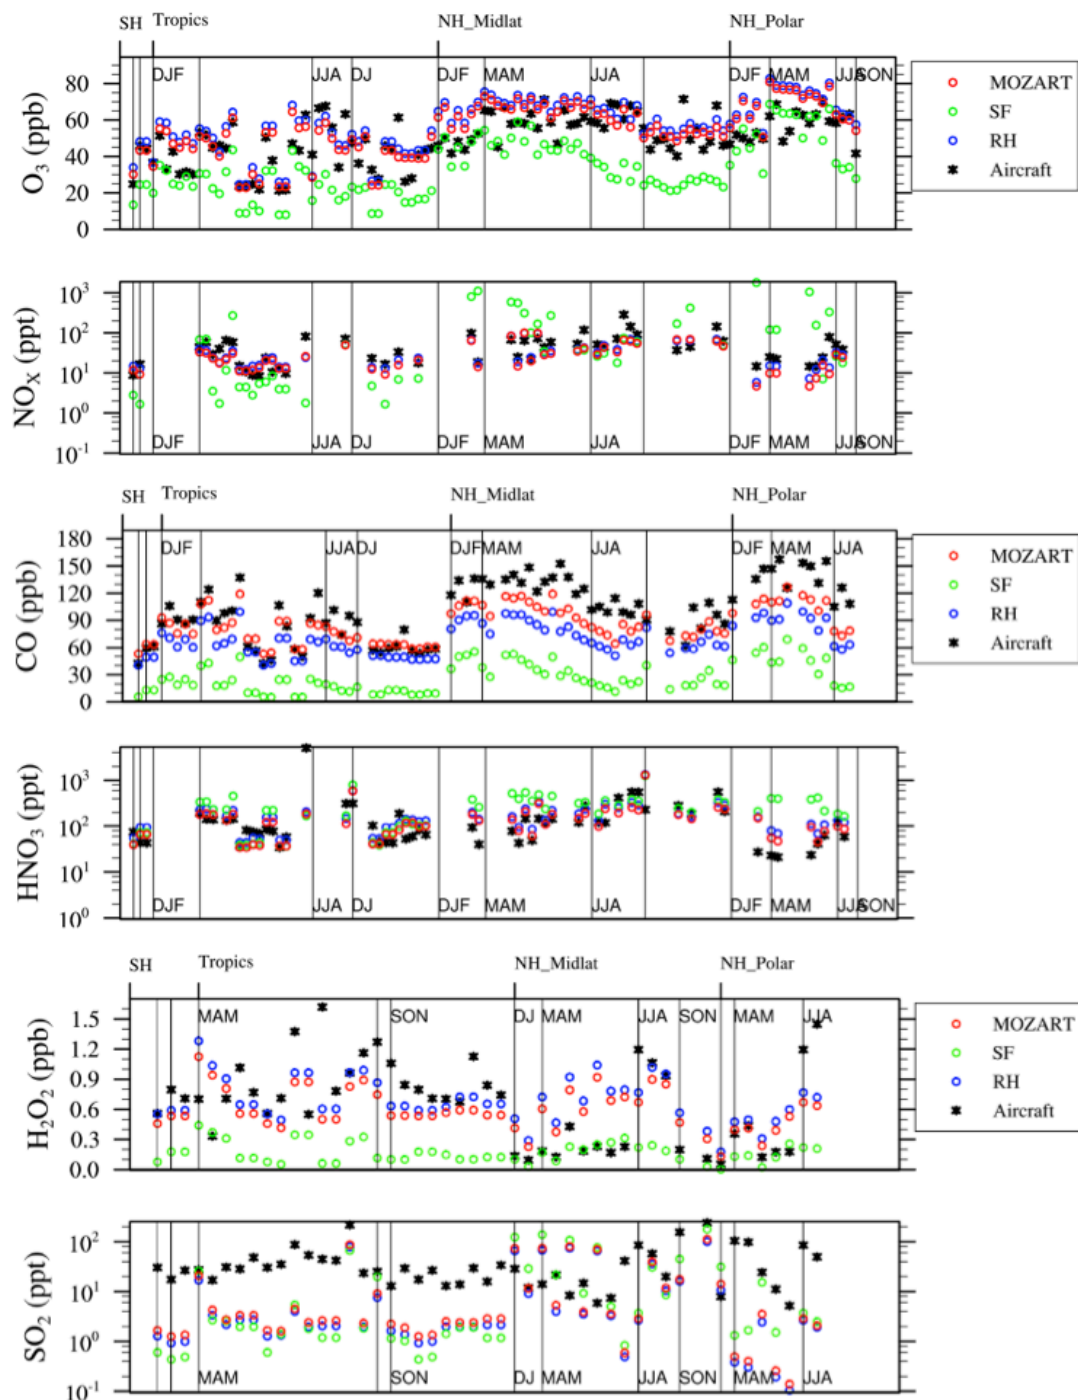 SH Tropics NH_Midlat NH_Polar
DJF JJA DJ DJF MAM JJA DJF MAM JJA SON
O3 (ppb)
80
60
40
20
0
MOZART
SF
RH
Aircraft
NOX (ppt)
10^3
10^2
10^1
10^0
10^-1
DJF JJA DJ DJF MAM JJA DJF MAM JJA SON
SH Tropics NH_Midlat NH_Polar
DJF JJA DJ DJF MAM JJA DJF MAM JJA
CO (ppb)
180
150
120
90
60
30
0
MOZART
SF
RH
Aircraft
HNO3 (ppt)
10^3
10^2
10^1
10^0
DJF JJA DJ DJF MAM JJA DJF MAM JJA SON
SH Tropics NH_Midlat NH_Polar
MAM SON DJ MAM JJA SON MAM JJA
H2O2 (ppb)
1.5
1.2
0.9
0.6
0.3
0.0
MOZART
SF
RH
Aircraft
SO2 (ppt)
10^2
10^1
10^0
10^-1
MAM SON DJ MAM JJA SON MAM JJA